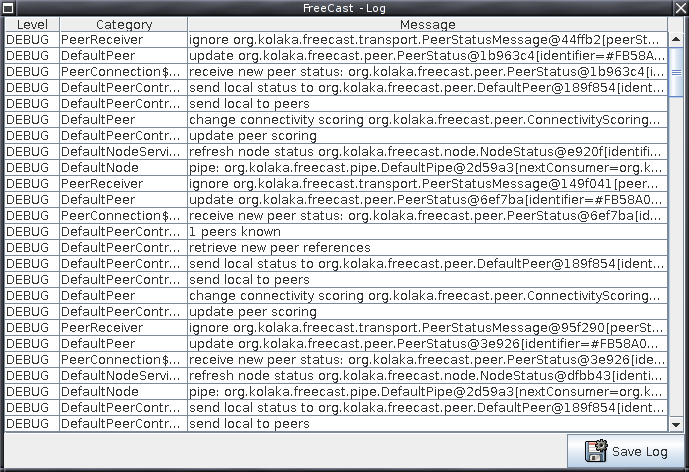 FreeCast - Log
Level Category Message
DEBUG PeerReceiver ignore org.kolaka.freecast.transport.PeerStatusMessage@44ffb2[peerSt...
DEBUG DefaultPeer update org.kolaka.freecast.peer.PeerStatus@1b963c4[identifier=#FB58A...
DEBUG PeerConnection$... receive new peer status: org.kolaka.freecast.peer.PeerStatus@1b963c4[i...
DEBUG DefaultPeerContr... send local status to org.kolaka.freecast.peer.DefaultPeer@189f854[ident...
DEBUG DefaultPeerContr... send local to peers
DEBUG DefaultPeer change connectivity scoring org.kolaka.freecast.peer.ConnectivityScoring...
DEBUG DefaultPeerContr... update peer scoring
DEBUG DefaultNodeServi... refresh node status org.kolaka.freecast.node.NodeStatus@e920f[identifi...
DEBUG DefaultNode pipe: org.kolaka.freecast.pipe.DefaultPipe@2d59a3[nextConsumer=org.k...
DEBUG PeerReceiver ignore org.kolaka.freecast.transport.PeerStatusMessage@149f041[peer...
DEBUG DefaultPeer update org.kolaka.freecast.peer.PeerStatus@6ef7ba[identifier=#FB58A0...
DEBUG PeerConnection$... receive new peer status: org.kolaka.freecast.peer.PeerStatus@6ef7ba[id...
DEBUG DefaultPeerContr... 1 peers known
DEBUG DefaultPeerContr... retrieve new peer references
DEBUG DefaultPeerContr... send local status to org.kolaka.freecast.peer.DefaultPeer@189f854[ident...
DEBUG DefaultPeerContr... send local to peers
DEBUG DefaultPeer change connectivity scoring org.kolaka.freecast.peer.ConnectivityScoring...
DEBUG DefaultPeerContr... update peer scoring
DEBUG PeerReceiver ignore org.kolaka.freecast.transport.PeerStatusMessage@95f290[peerSt...
DEBUG DefaultPeer update org.kolaka.freecast.peer.PeerStatus@3e926[identifier=#FB58A0...
DEBUG PeerConnection$... receive new peer status: org.kolaka.freecast.peer.PeerStatus@3e926[ide...
DEBUG DefaultNodeServi... refresh node status org.kolaka.freecast.node.NodeStatus@dfbb43[identi...
DEBUG DefaultNode pipe: org.kolaka.freecast.pipe.DefaultPipe@2d59a3[nextConsumer=org.k...
DEBUG DefaultPeerContr... send local status to org.kolaka.freecast.peer.DefaultPeer@189f854[ident...
DEBUG DefaultPeerContr... send local to peers
Save Log